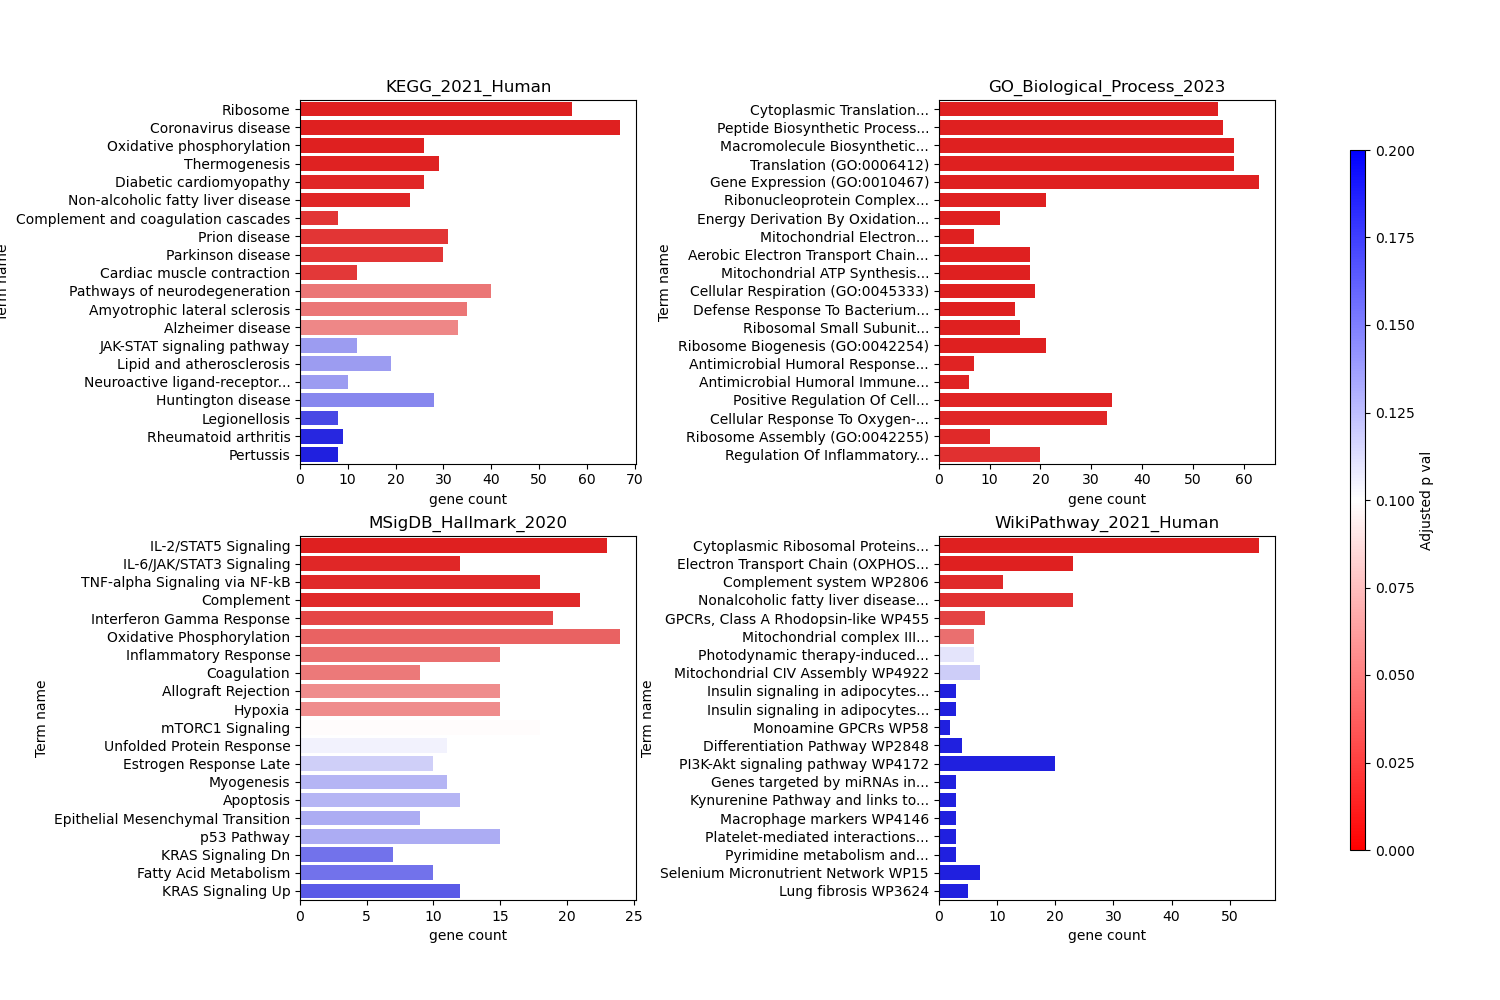 KEGG_2021_Human
Ribosome
Coronavirus disease
Oxidative phosphorylation
Thermogenesis
Diabetic cardiomyopathy
Non-alcoholic fatty liver disease
Complement and coagulation cascades
Prion disease
Parkinson disease
Cardiac muscle contraction
Pathways of neurodegeneration
Amyotrophic lateral sclerosis
Alzheimer disease
JAK-STAT signaling pathway
Lipid and atherosclerosis
Neuroactive ligand-receptor...
Huntington disease
Legionellosis
Rheumatoid arthritis
Pertussis
Term name
0 10 20 30 40 50 60 70
gene count
GO_Biological_Process_2023
Cytoplasmic Translation...
Peptide Biosynthetic Process...
Macromolecule Biosynthetic...
Translation (GO:0006412)
Gene Expression (GO:0010467)
Ribonucleoprotein Complex...
Energy Derivation By Oxidation...
Mitochondrial Electron...
Aerobic Electron Transport Chain...
Mitochondrial ATP Synthesis...
Cellular Respiration (GO:0045333)
Defense Response To Bacterium...
Ribosomal Small Subunit...
Ribosome Biogenesis (GO:0042254)
Antimicrobial Humoral Response...
Antimicrobial Humoral Immune...
Positive Regulation Of Cell...
Cellular Response To Oxygen-...
Ribosome Assembly (GO:0042255)
Regulation Of Inflammatory...
Term name
0 10 20 30 40 50 60
gene count
MSigDB_Hallmark_2020
IL-2/STAT5 Signaling
IL-6/JAK/STAT3 Signaling
TNF-alpha Signaling via NF-kB
Complement
Interferon Gamma Response
Oxidative Phosphorylation
Inflammatory Response
Coagulation
Allograft Rejection
Hypoxia
mTORC1 Signaling
Unfolded Protein Response
Estrogen Response Late
Myogenesis
Apoptosis
Epithelial Mesenchymal Transition
p53 Pathway
KRAS Signaling Dn
Fatty Acid Metabolism
KRAS Signaling Up
Term name
0 5 10 15 20 25
gene count
WikiPathway_2021_Human
Cytoplasmic Ribosomal Proteins...
Electron Transport Chain (OXPHOS...
Complement system WP2806
Nonalcoholic fatty liver disease...
GPCRs, Class A Rhodopsin-like WP455
Mitochondrial complex III...
Photodynamic therapy-induced...
Mitochondrial CIV Assembly WP4922
Insulin signaling in adipocytes...
Insulin signaling in adipocytes...
Monoamine GPCRs WP58
Differentiation Pathway WP2848
PI3K-Akt signaling pathway WP4172
Genes targeted by miRNAs in...
Kynurenine Pathway and links to...
Macrophage markers WP4146
Platelet-mediated interactions...
Pyrimidine metabolism and...
Selenium Micronutrient Network WP15
Lung fibrosis WP3624
Term name
0 10 20 30 40 50
gene count
0.200
0.175
0.150
0.125
0.100
0.075
0.050
0.025
0.000
Adjusted p val